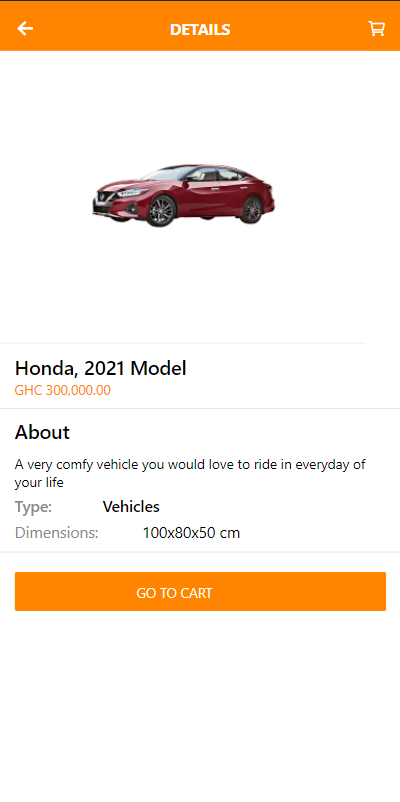 DETAILS
Honda, 2021 Model
GHC 300,000.00
About
A very comfy vehicle you would love to ride in everyday of
your life
Type: Vehicles
Dimensions: 100x80x50 cm
GO TO CART